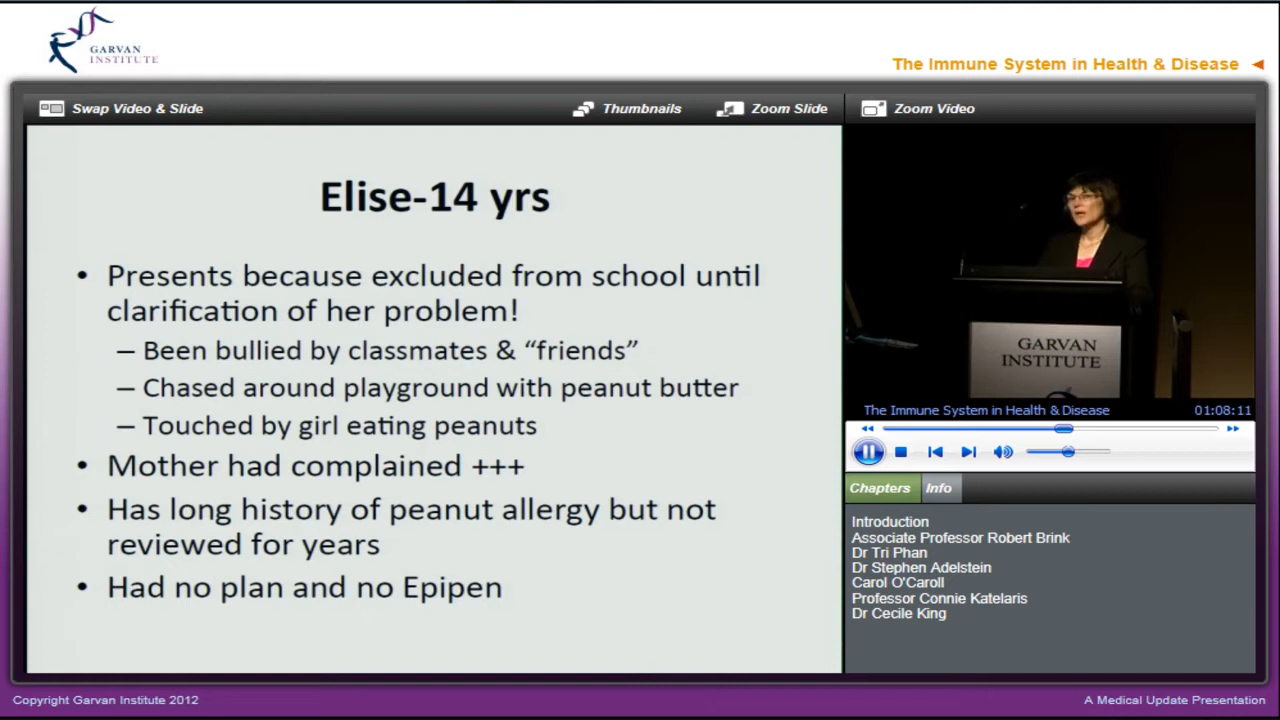 GARVAN
INSTITUTE
The Immune System in Health & Disease
Swap Video & Slide
Thumbnails
Zoom Slide
Zoom Video
Elise-14 yrs
• Presents because excluded from school until
clarification of her problem!
– Been bullied by classmates & “friends”
– Chased around playground with peanut butter
– Touched by girl eating peanuts
• Mother had complained +++
• Has long history of peanut allergy but not
reviewed for years
• Had no plan and no Epipen
GARVAN
INSTITUTE
The Immune System in Health & Disease
01:08:11
Chapters
Info
Introduction
Associate Professor Robert Brink
Dr Tri Phan
Dr Stephen Adelstein
Carol O'Caroll
Professor Connie Katelaris
Dr Cecile King
Copyright Garvan Institute 2012
A Medical Update Presentation